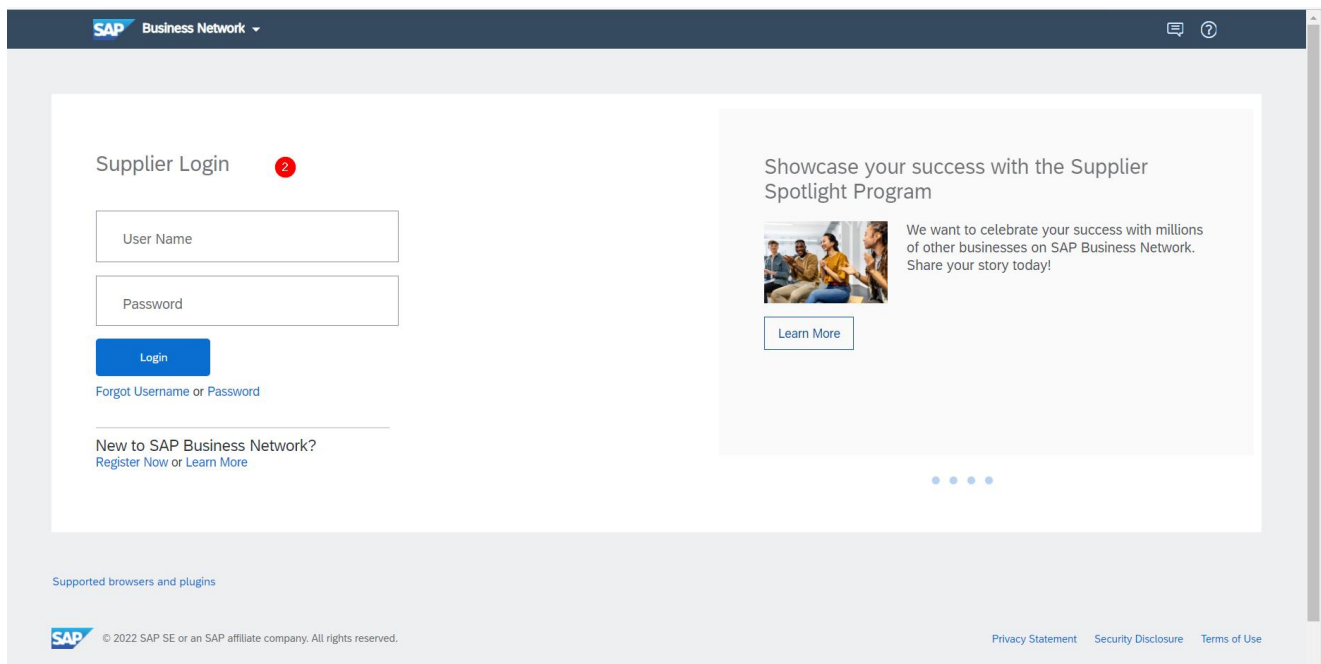 SAP Business Network
Supplier Login 2
User Name
Password
Login
Forgot Username or Password
New to SAP Business Network?
Register Now or Learn More
Showcase your success with the Supplier
Spotlight Program
We want to celebrate your success with millions
of other businesses on SAP Business Network.
Share your story today!
Learn More
Supported browsers and plugins
SAP © 2022 SAP SE or an SAP affiliate company. All rights reserved.
Privacy Statement Security Disclosure Terms of Use